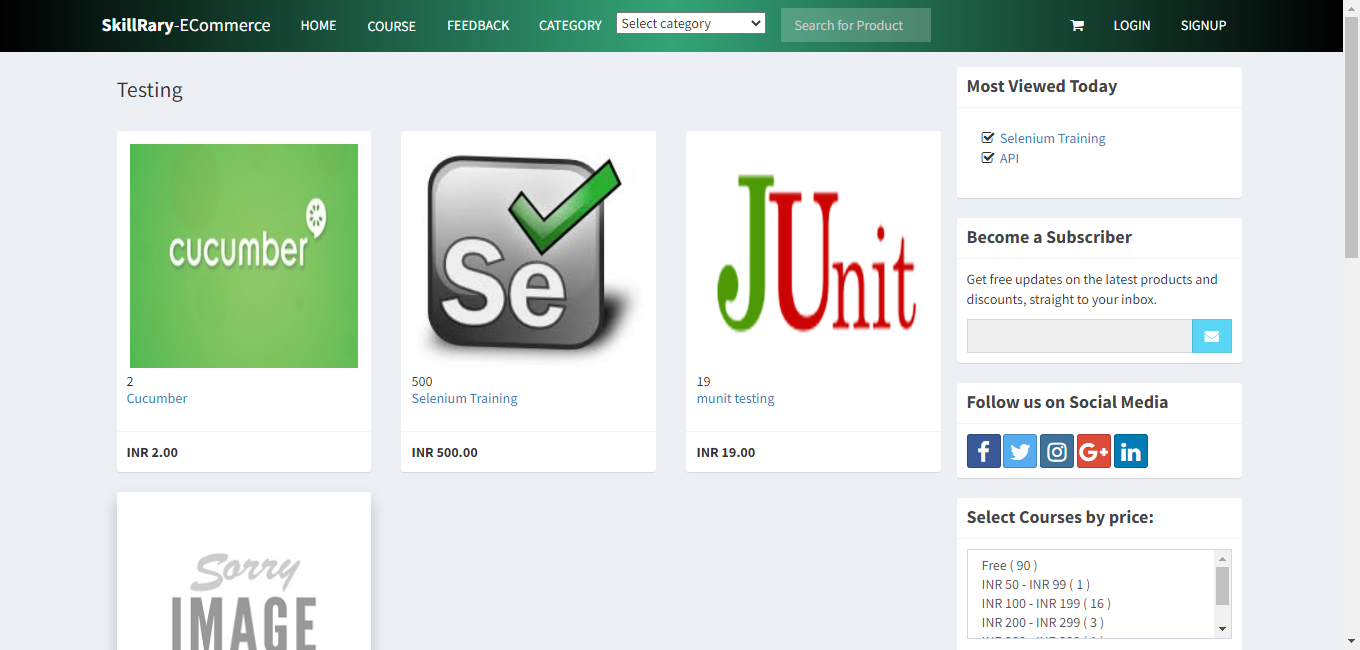 SkillRary-ECommerce HOME COURSE FEEDBACK CATEGORY Select category Search for Product LOGIN SIGNUP
Testing
cucumber
2
Cucumber
INR 2.00
Se
500
Selenium Training
INR 500.00
JUnit
19
munit testing
INR 19.00
Sorry
IMAGE
Most Viewed Today
Selenium Training
API
Become a Subscriber
Get free updates on the latest products and
discounts, straight to your inbox.
Follow us on Social Media
f G+ in
Select Courses by price:
Free ( 90 )
INR 50 - INR 99 ( 1 )
INR 100 - INR 199 ( 16 )
INR 200 - INR 299 ( 3 )